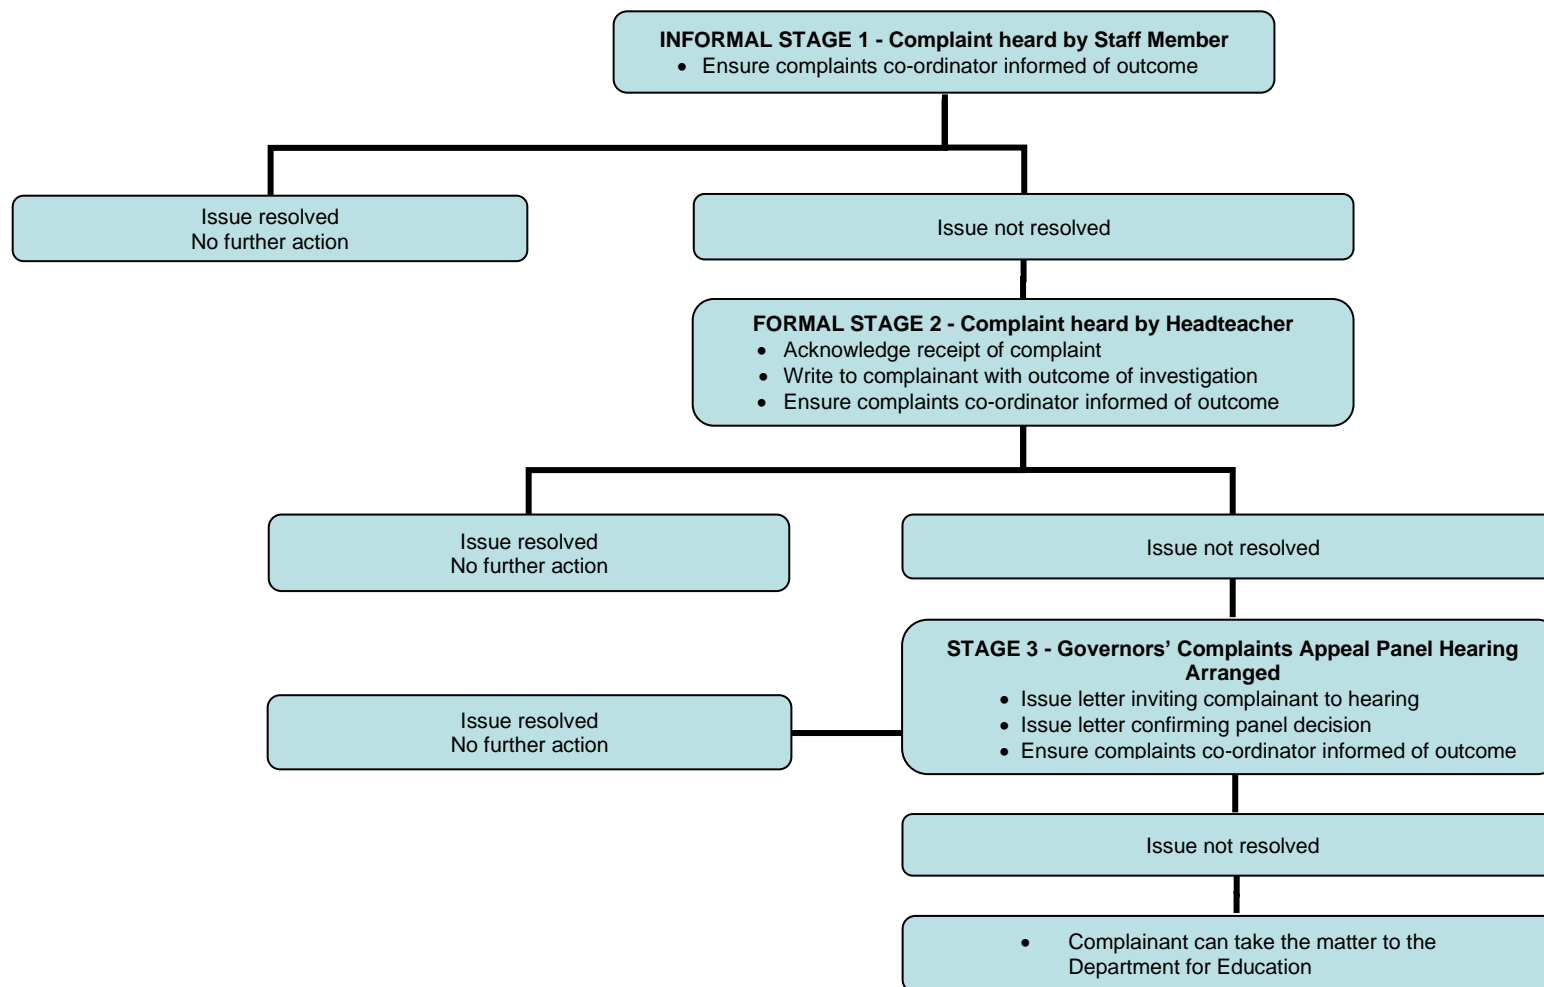 INFORMAL STAGE 1 - Complaint heard by Staff Member
• Ensure complaints co-ordinator informed of outcome
Issue resolved
No further action
Issue not resolved
FORMAL STAGE 2 - Complaint heard by Headteacher
• Acknowledge receipt of complaint
• Write to complainant with outcome of investigation
• Ensure complaints co-ordinator informed of outcome
Issue resolved
No further action
Issue not resolved
STAGE 3 - Governors’ Complaints Appeal Panel Hearing
Arranged
• Issue letter inviting complainant to hearing
• Issue letter confirming panel decision
• Ensure complaints co-ordinator informed of outcome
Issue resolved
No further action
Issue not resolved
• Complainant can take the matter to the
Department for Education